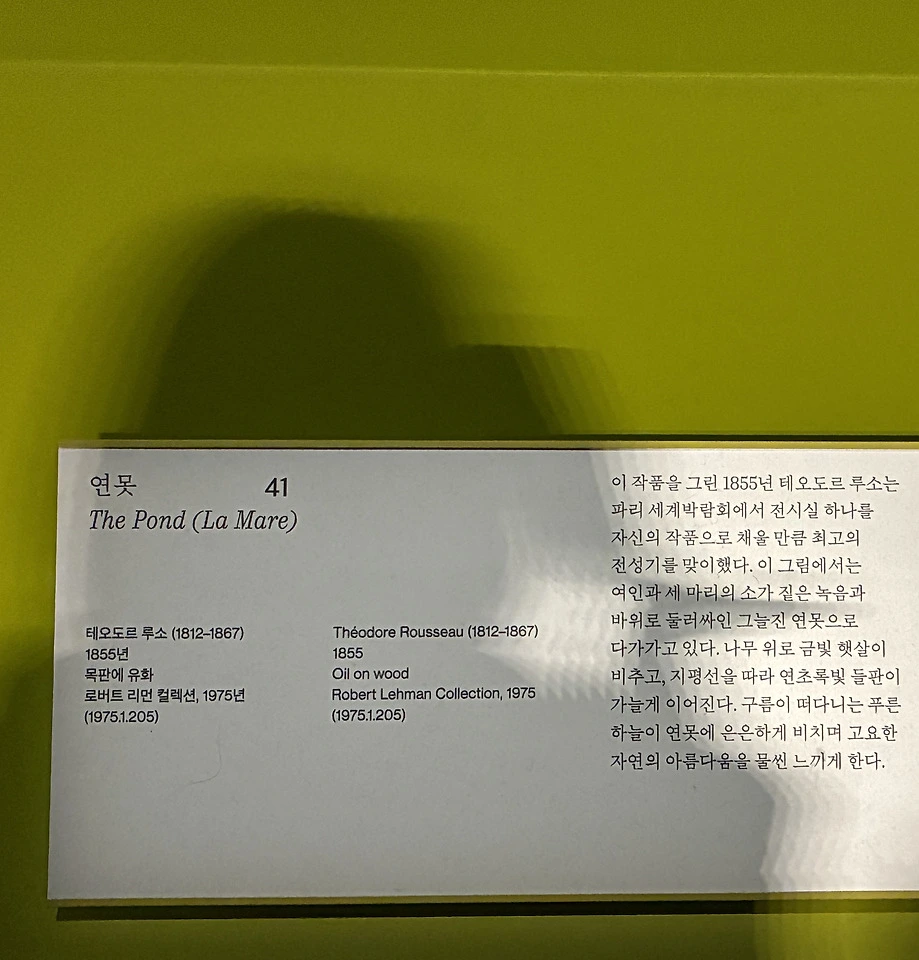 연못
41
The Pond (La Mare)
테오도르 루소 (1812–1867)
1855년
목판에 유화
로버트 리먼 컬렉션, 1975년
(1975.1.205)
Théodore Rousseau (1812–1867)
1855
Oil on wood
Robert Lehman Collection, 1975
(1975.1.205)
이 작품을 그린 1855년 테오도르 루소는
파리 세계박람회에서 전시실 하나를
자신의 작품으로 채울 만큼 최고의
전성기를 맞이했다. 이 그림에서는
여인과 세 마리의 소가 짙은 녹음과
바위로 둘러싸인 그늘진 연못으로
다가가고 있다. 나무 위로 금빛 햇살이
비추고, 지평선을 따라 연초록빛 들판이
가늘게 이어진다. 구름이 떠다니는 푸른
하늘이 연못에 은은하게 비치며 고요한
자연의 아름다움을 물씬 느끼게 한다.